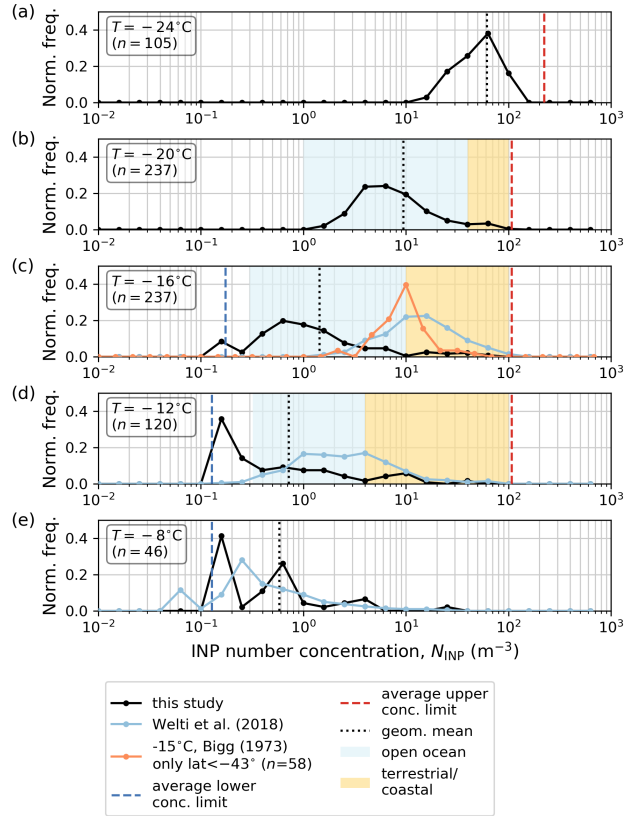 (a)
Norm. freq.
0.4
0.2
0.0
T = −24°C
(n = 105)
10⁻² 10⁻¹ 10⁰ 10¹ 10² 10³
(b)
Norm. freq.
0.4
0.2
0.0
T = −20°C
(n = 237)
10⁻² 10⁻¹ 10⁰ 10¹ 10² 10³
(c)
Norm. freq.
0.4
0.2
0.0
T = −16°C
(n = 237)
10⁻² 10⁻¹ 10⁰ 10¹ 10² 10³
(d)
Norm. freq.
0.4
0.2
0.0
T = −12°C
(n = 120)
10⁻² 10⁻¹ 10⁰ 10¹ 10² 10³
(e)
Norm. freq.
0.4
0.2
0.0
T = −8°C
(n = 46)
10⁻² 10⁻¹ 10⁰ 10¹ 10² 10³
INP number concentration, N_INP (m⁻³)
this study
Welti et al. (2018)
-15°C, Bigg (1973)
only lat<−43° (n=58)
average lower
conc. limit
average upper
conc. limit
geom. mean
open ocean
terrestrial/
coastal